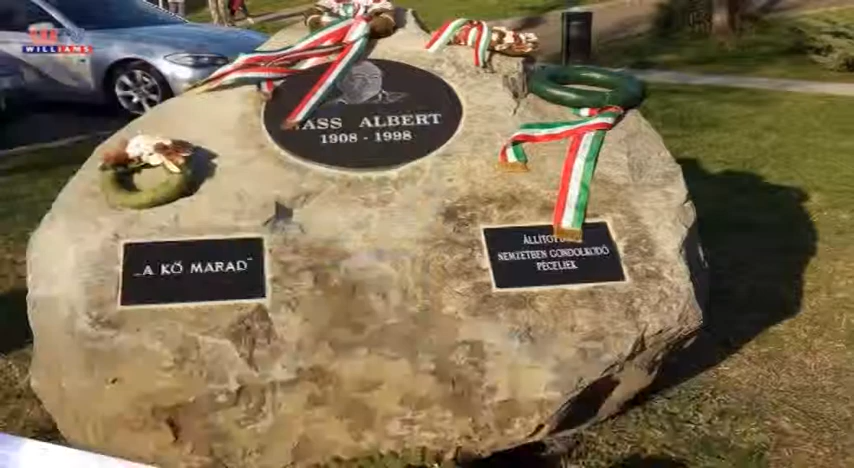 WILLIAMS
ASS ALBERT
1908 - 1998
„A KŐ MARAD"
NEMZETBEN GONDOLKODÓ
PÉCELIEK